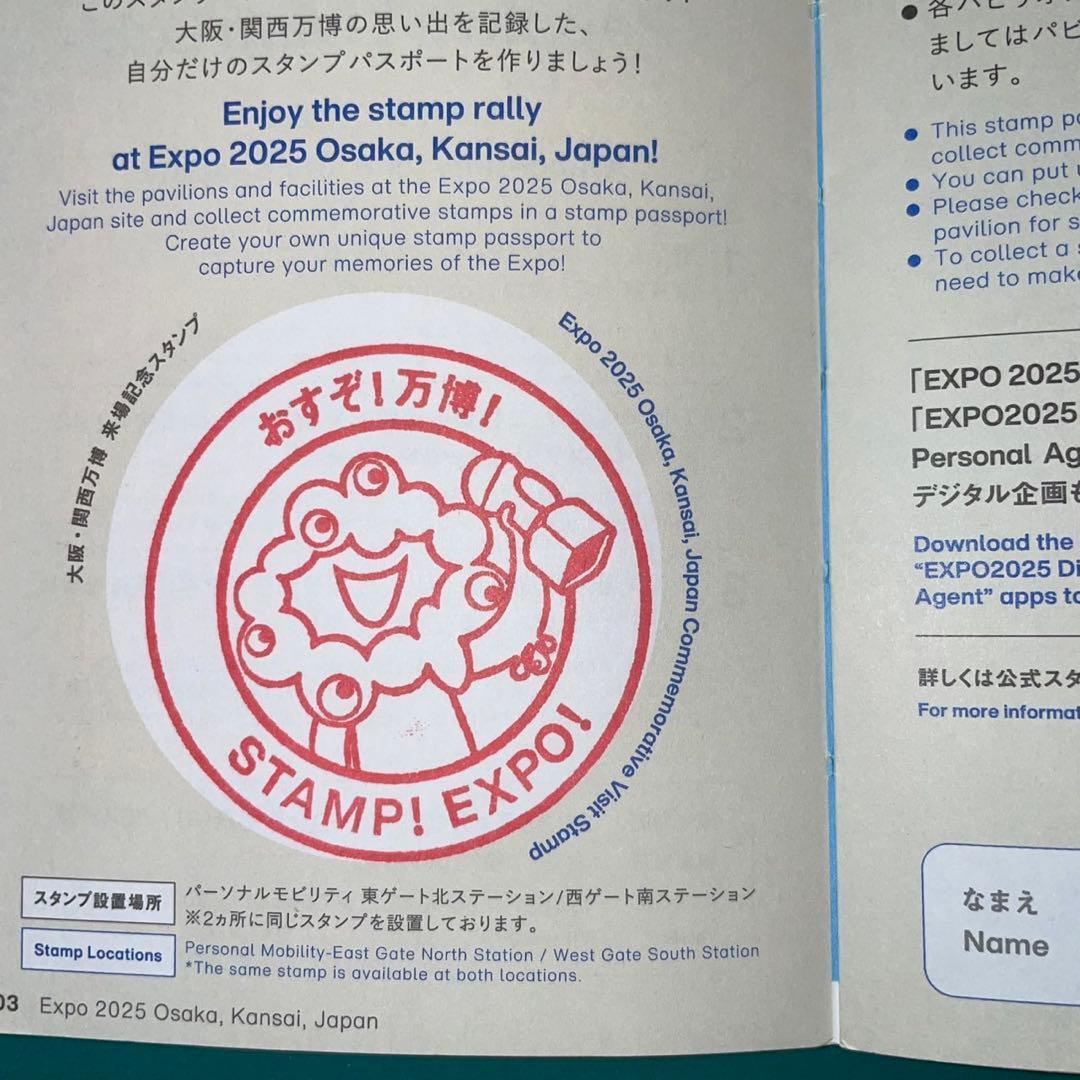 大阪・関西万博の思い出を記録した、
自分だけのスタンプパスポートを作りましょう!
Enjoy the stamp rally
at Expo 2025 Osaka, Kansai, Japan!
Visit the pavilions and facilities at the Expo 2025 Osaka, Kansai,
Japan site and collect commemorative stamps in a stamp passport!
Create your own unique stamp passport to
capture your memories of the Expo!
大阪・関西万博 来場記念スタンプ
Expo 2025 Osaka, Kansai, Japan Commemorative Visit Stamp
おすぞ!万博!
STAMP! EXPO!
スタンプ設置場所
パーソナルモビリティ 東ゲート北ステーション/西ゲート南ステーション
※2ヵ所に同じスタンプを設置しております。
Stamp Locations
Personal Mobility-East Gate North Station / West Gate South Station
*The same stamp is available at both locations.
03 Expo 2025 Osaka, Kansai, Japan
ましてはパビ
います。
● This stamp
collect comm
● You can put
● Please check
pavilion for
● To collect a
need to make
「EXPO 2025
「EXPO2025
Personal Ag
デジタル企画
Download the
“EXPO2025 Di
Agent” apps to
詳しくは公式スタ
For more informat
なまえ
Name